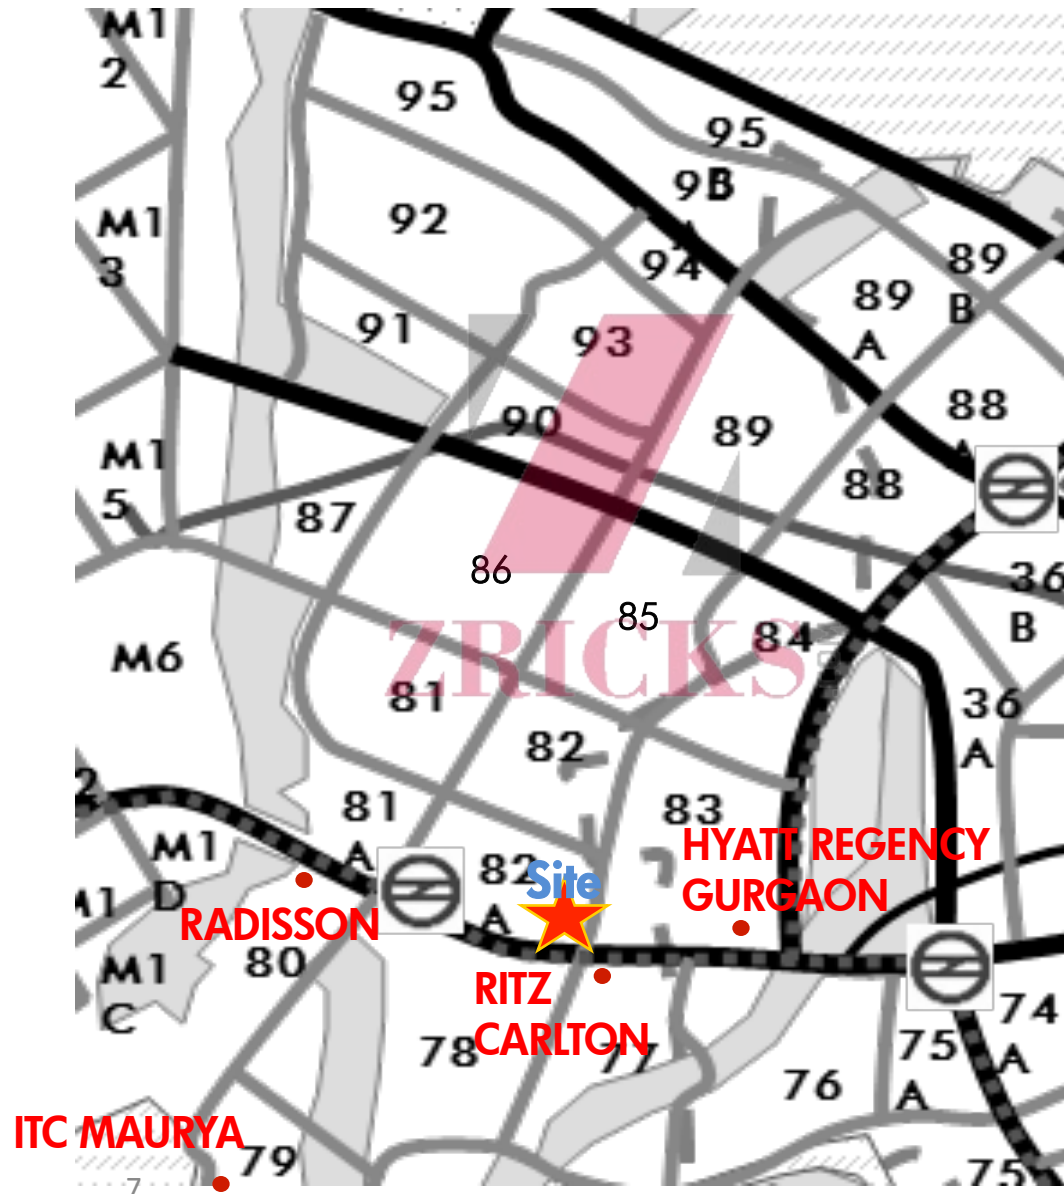 M1
2
95
95
B
9B
A
92
M1
3
94
89
B
89
A
91
93
90
89
88
M1
5
88
87
86
36
B
85
84
ZRICKS
M6
81
36
A
82
2
81
A
83
M1
D
HYATT REGENCY
GURGAON
82
A
Site
RADISSON
80
M1
C
RITZ
CARLTON
74
A
78
77
75
A
76
ITC MAURYA
79
75
7